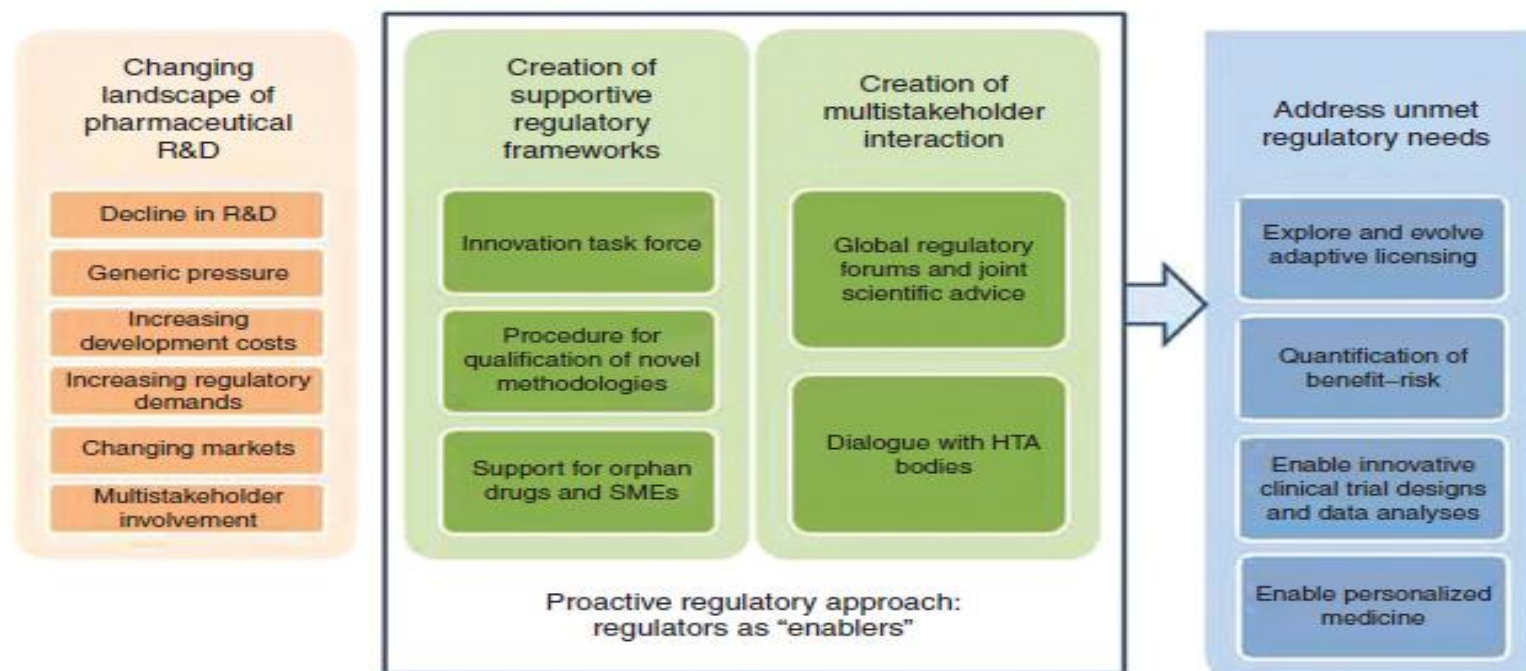 Changing
landscape of
pharmaceutical
R&D
Decline in R&D
Generic pressure
Increasing
development costs
Increasing regulatory
demands
Changing markets
Multistakeholder
involvement
Creation of
supportive
regulatory
frameworks
Innovation task force
Procedure for
qualification of novel
methodologies
Support for orphan
drugs and SMEs
Creation of
multistakeholder
interaction
Global regulatory
forums and joint
scientific advice
Dialogue with HTA
bodies
Proactive regulatory approach:
regulators as “enablers”
Address unmet
regulatory needs
Explore and evolve
adaptive licensing
Quantification of
benefit–risk
Enable innovative
clinical trial designs
and data analyses
Enable personalized
medicine